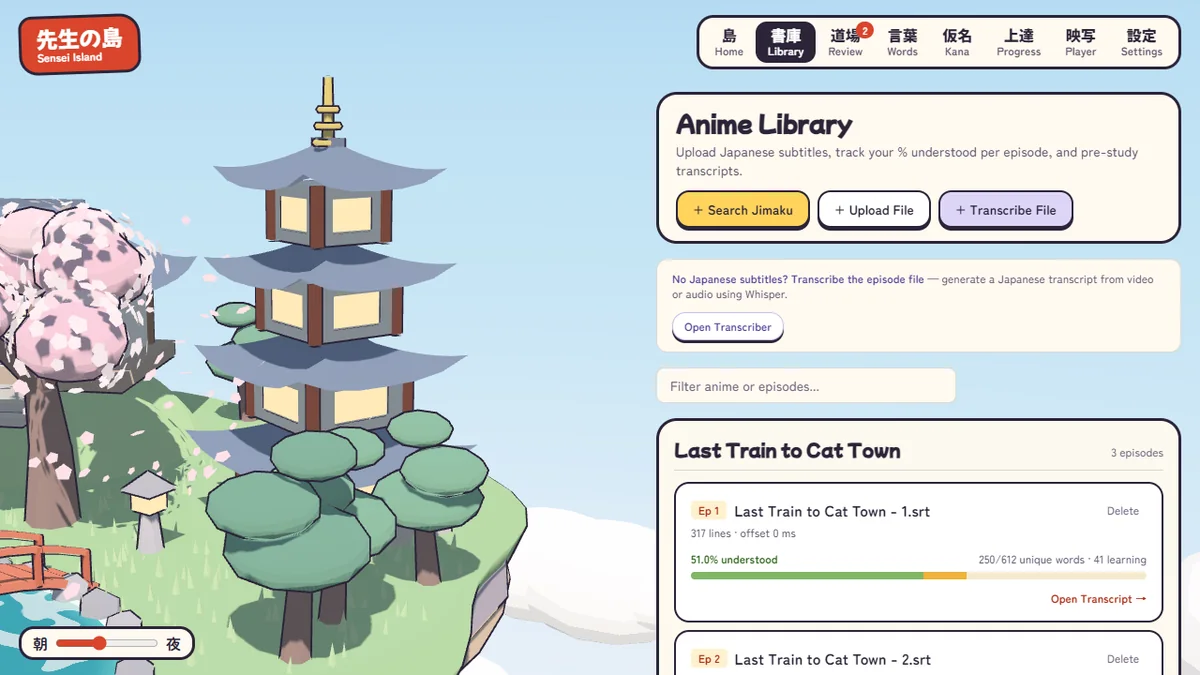 先生の島
Sensei Island
島
Home
書庫
Library
道場
2
Review
言葉
Words
仮名
Kana
上達
Progress
映写
Player
設定
Settings
Anime Library
Upload Japanese subtitles, track your % understood per episode, and pre-study
transcripts.
+ Search Jimaku
+ Upload File
+ Transcribe File
No Japanese subtitles? Transcribe the episode file — generate a Japanese transcript from video
or audio using Whisper.
Open Transcriber
Filter anime or episodes...
Last Train to Cat Town
3 episodes
Ep 1 Last Train to Cat Town - 1.srt
Delete
317 lines · offset 0 ms
51.0% understood
250/612 unique words · 41 learning
Open Transcript →
Ep 2 Last Train to Cat Town - 2.srt
Delete
朝
夜